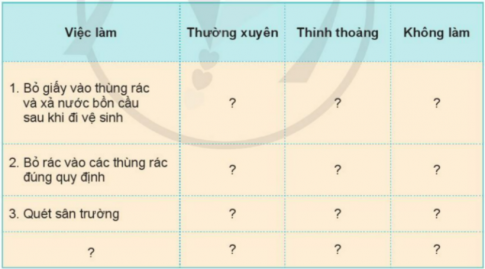 Việc làm Thường xuyên Thỉnh thoảng Không làm
1. Bỏ giấy vào thùng rác
và xả nước bồn cầu
sau khi đi vệ sinh
? ? ?
2. Bỏ rác vào các thùng rác
đúng quy định
? ? ?
3. Quét sân trường ? ? ?
? ? ? ?